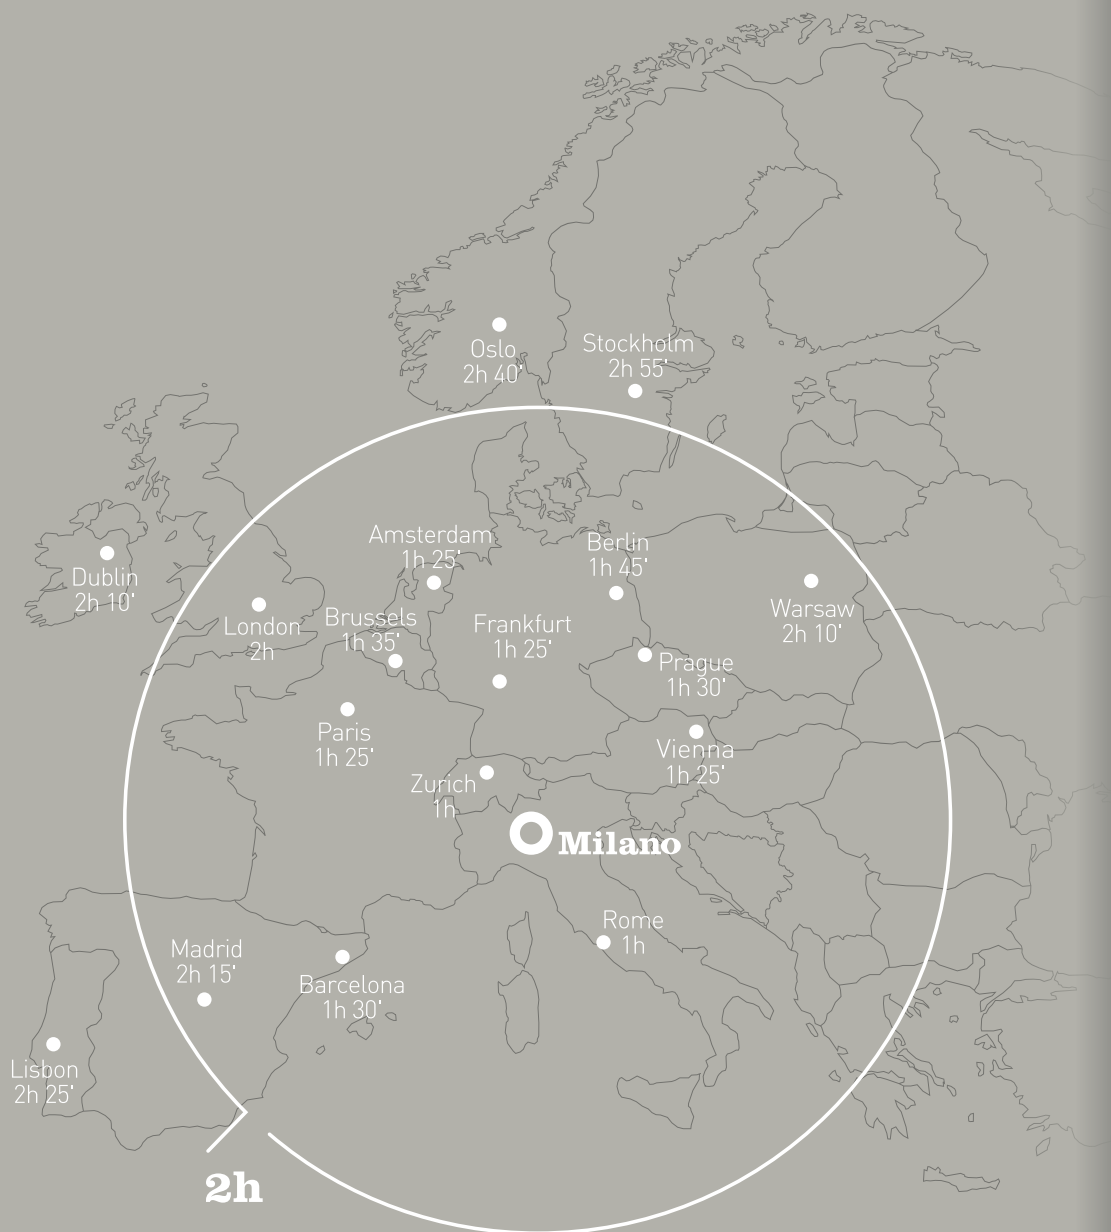 Oslo
2h 40'
Stockholm
2h 55'
Amsterdam
1h 25'
Berlin
1h 45'
Dublin
2h 10'
London
2h
Brussels
1h 35'
Frankfurt
1h 25'
Warsaw
2h 10'
Prague
1h 30'
Paris
1h 25'
Vienna
1h 25'
Zurich
1h
Milano
Rome
1h
Madrid
2h 15'
Barcelona
1h 30'
Lisbon
2h 25'
2h